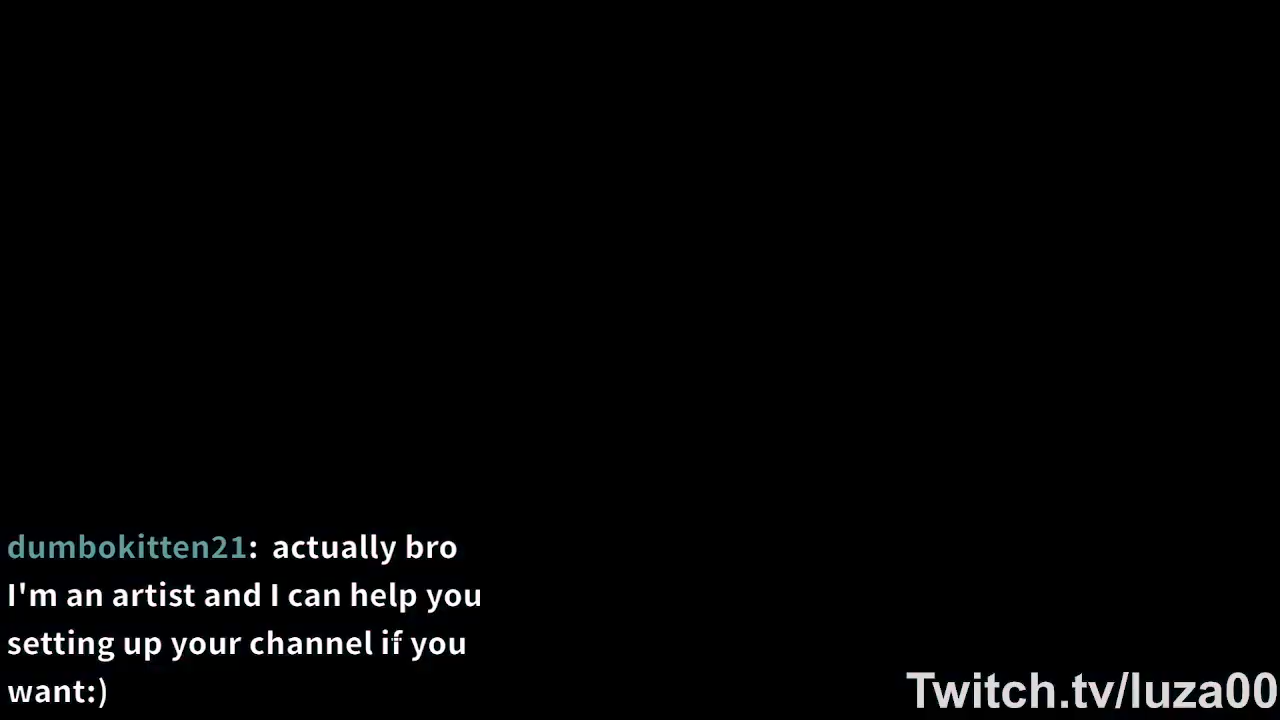 dumbokitten21: actually bro
I'm an artist and I can help you
setting up your channel if you
want:)
Twitch.tv/luza00